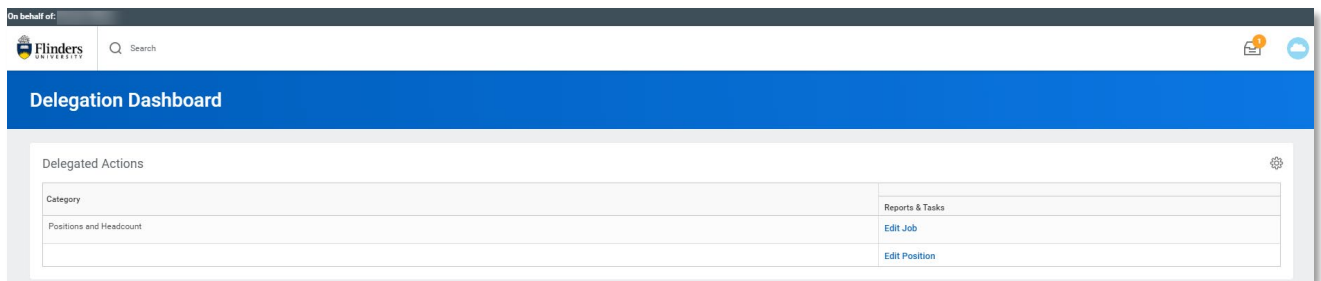 On behalf of:
Flinders
UNIVERSITY
Search
1
Delegation Dashboard
Delegated Actions
Category
Reports & Tasks
Positions and Headcount
Edit Job
Edit Position